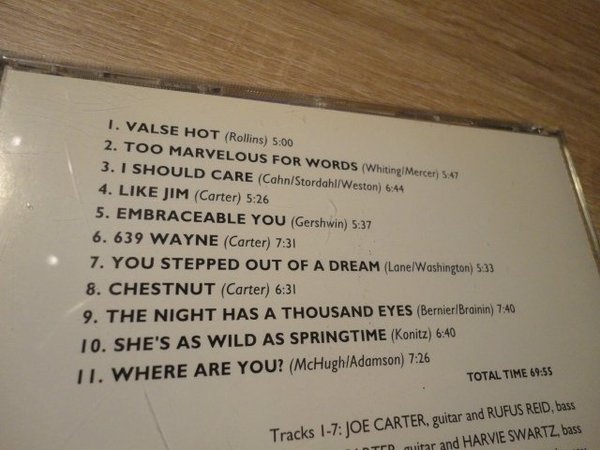 1. VALSE HOT (Rollins) 5:00
2. TOO MARVELOUS FOR WORDS (Whiting/Mercer) 5:47
3. I SHOULD CARE (Cahn/Stordahl/Weston) 6:44
4. LIKE JIM (Carter) 5:26
5. EMBRACEABLE YOU (Gershwin) 5:37
6. 639 WAYNE (Carter) 7:31
7. YOU STEPPED OUT OF A DREAM (Lane/Washington) 5:33
8. CHESTNUT (Carter) 6:31
9. THE NIGHT HAS A THOUSAND EYES (Bernier/Brainin) 7:40
10. SHE'S AS WILD AS SPRINGTIME (Konitz) 6:40
11. WHERE ARE YOU? (McHugh/Adamson) 7:26
TOTAL TIME 69:55
Tracks 1-7: JOE CARTER, guitar and RUFUS REID, bass
CARTER, guitar and HARVIE SWARTZ, bass